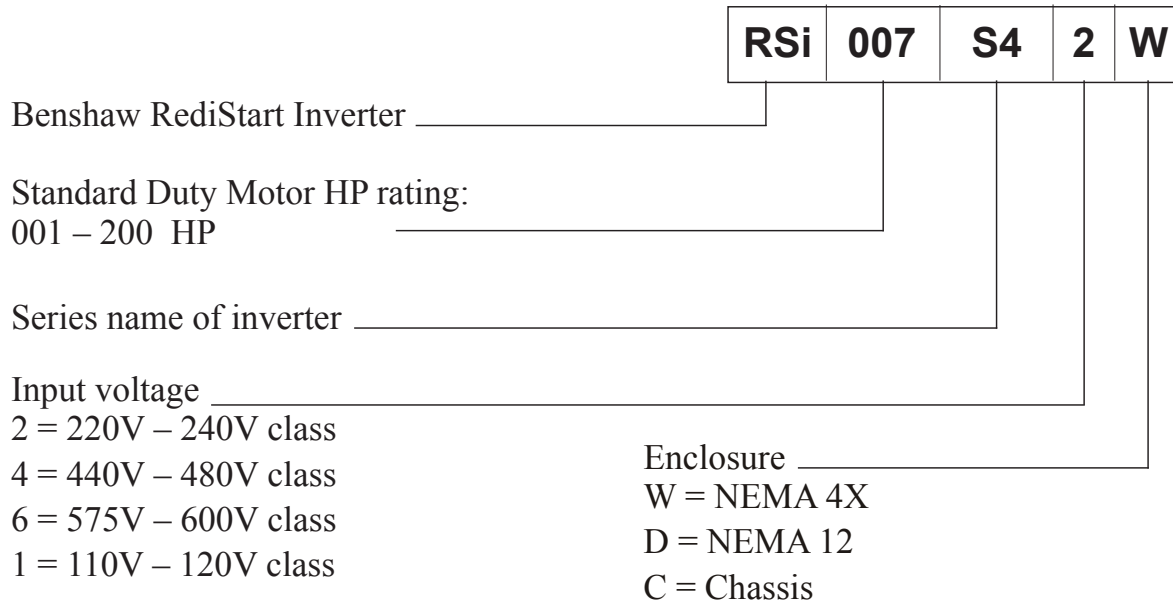 RSi 007 S4 2 W
Benshaw RediStart Inverter
Standard Duty Motor HP rating:
001 – 200 HP
Series name of inverter
Input voltage
2 = 220V – 240V class
4 = 440V – 480V class
6 = 575V – 600V class
1 = 110V – 120V class
Enclosure
W = NEMA 4X
D = NEMA 12
C = Chassis